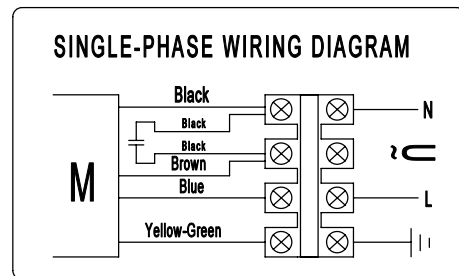 SINGLE-PHASE WIRING DIAGRAM
Black
Black
N
Black
Brown
M
Blue
L
Yellow-Green